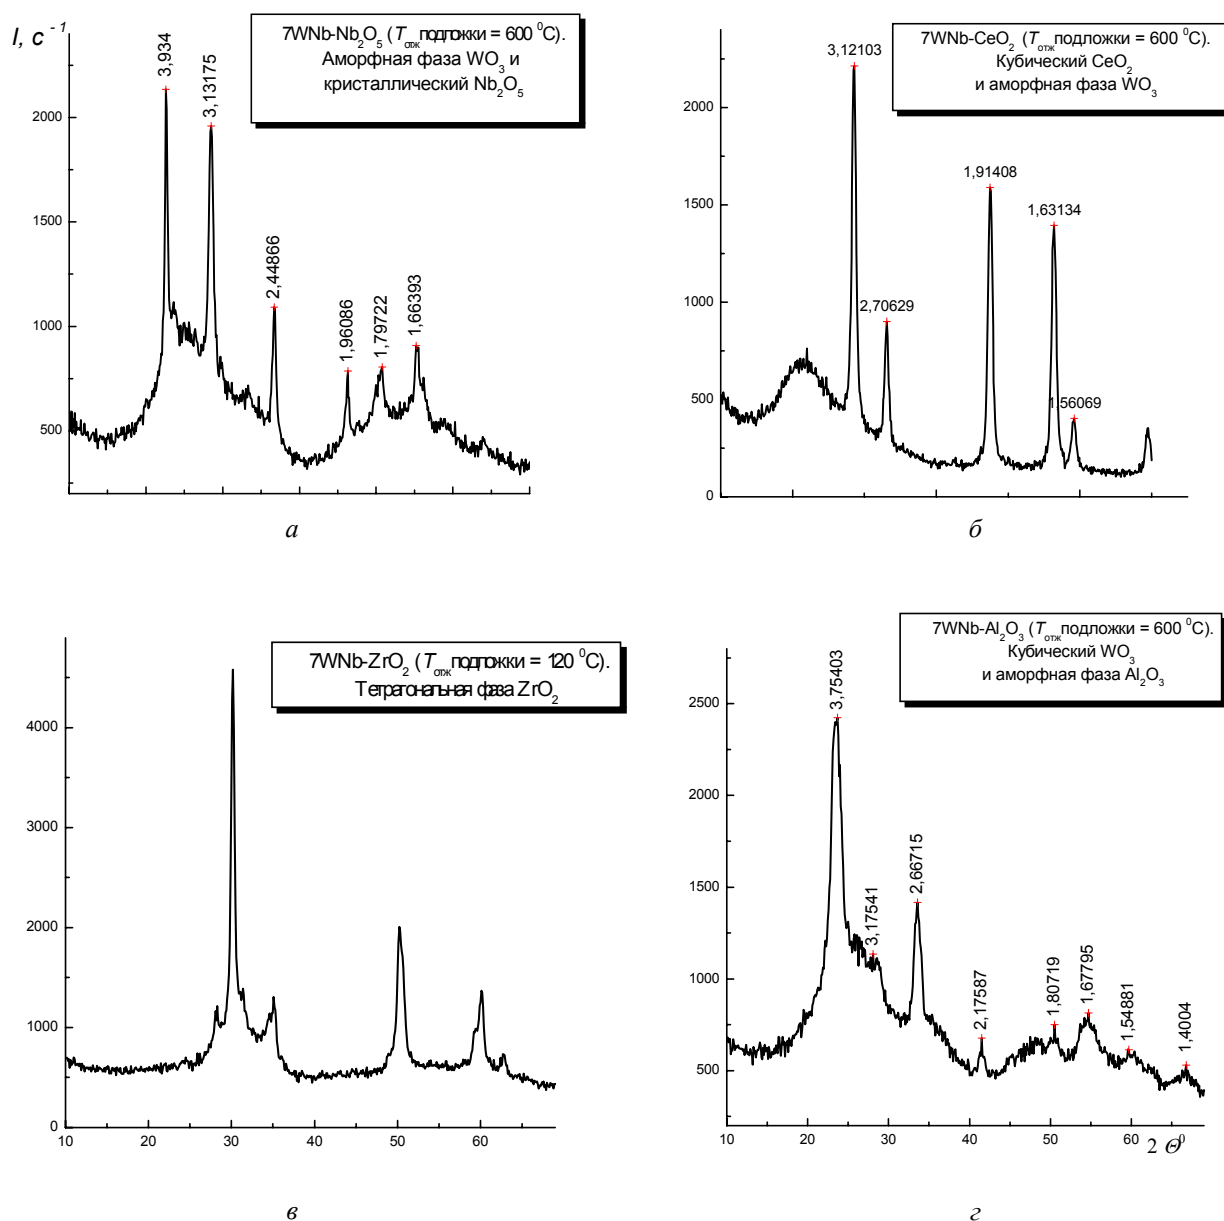 I, c⁻¹
7WNb-Nb₂O₅ (Tотж подложки = 600 ⁰C).
Аморфная фаза WO₃ и
кристаллический Nb₂O₅
3,934
3,13175
2,44866
1,96086
1,79722
1,66393
2000
1500
1000
500
а
7WNb-CeO₂ (Tотж подложки = 600 ⁰C).
Кубический CeO₂
и аморфная фаза WO₃
3,12103
2,70629
1,91408
1,63134
1,56069
2000
1500
1000
500
0
б
7WNb-ZrO₂ (Tотж подложки = 120 ⁰C).
Тетрагональная фаза ZrO₂
4000
3000
2000
1000
0
10 20 30 40 50 60
в
7WNb-Al₂O₃ (Tотж подложки = 600 ⁰C).
Кубический WO₃
и аморфная фаза Al₂O₃
3,75403
3,17541
2,66715
2,17587
1,80719
1,67795
1,54881
1,4004
2500
2000
1500
1000
500
10 20 30 40 50 60 2 Θ⁰
г